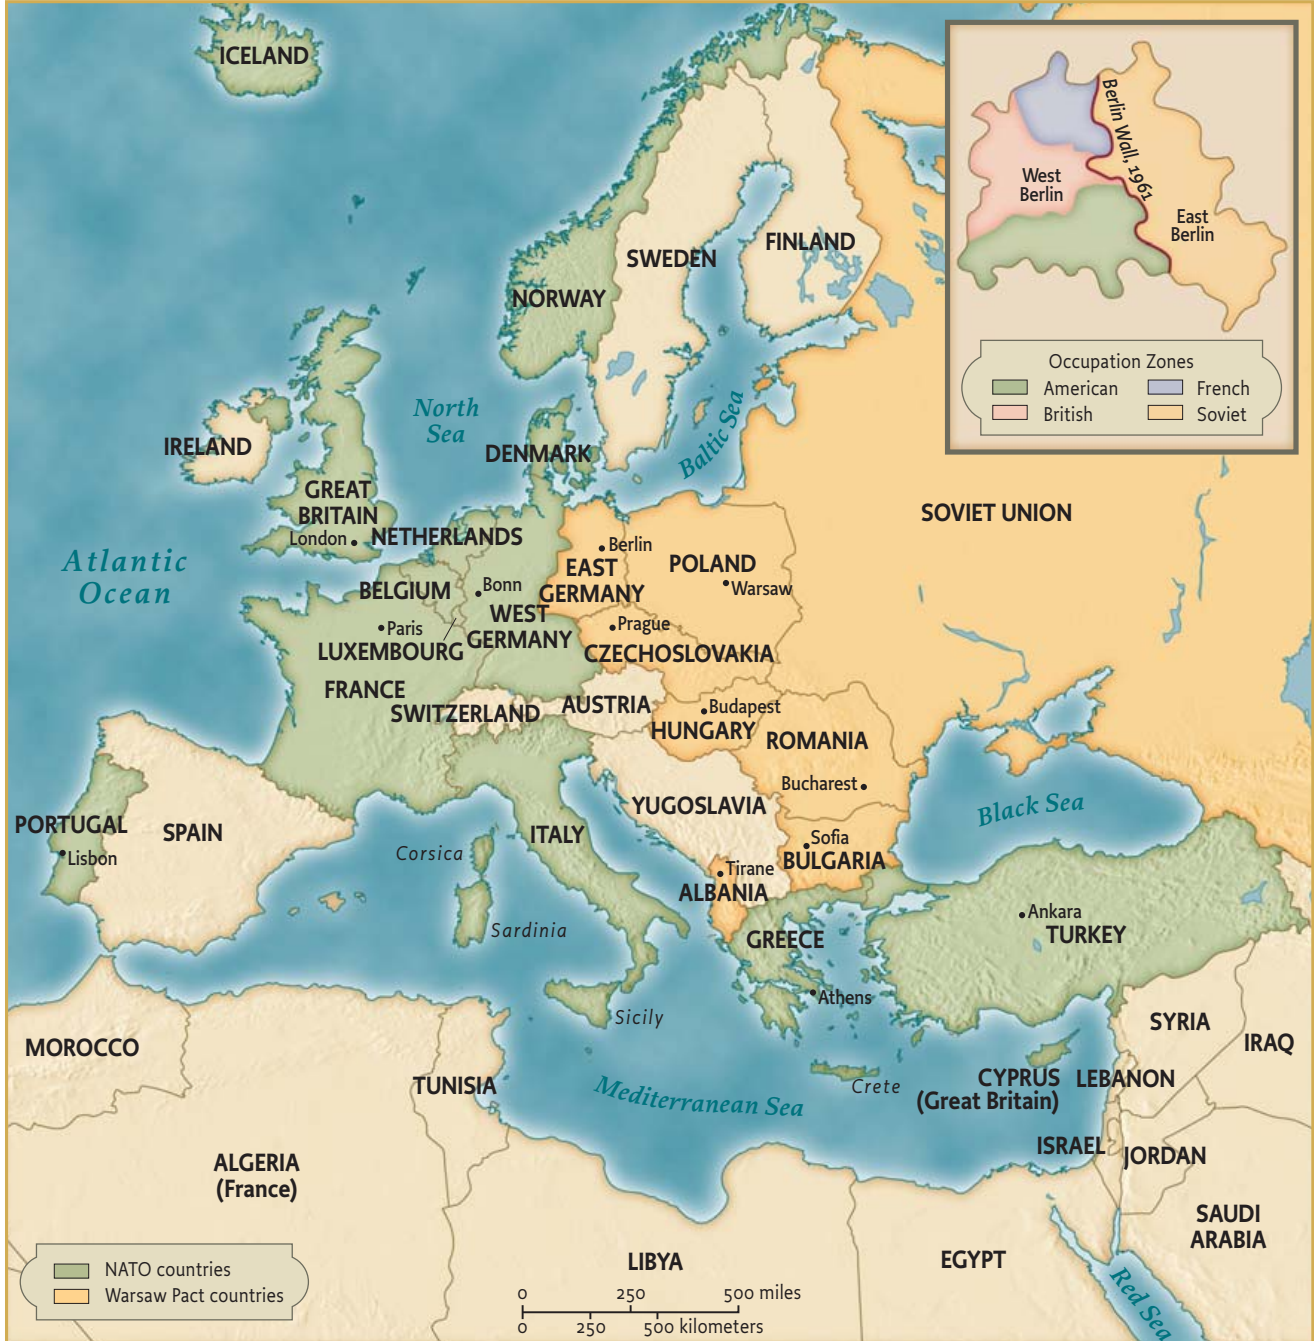 ICELAND
SWEDEN
FINLAND
NORWAY
North
Sea
Baltic Sea
DENMARK
IRELAND
GREAT
BRITAIN
London
NETHERLANDS
SOVIET UNION
Atlantic
Ocean
Berlin
EAST
GERMANY
POLAND
Warsaw
BELGIUM
Bonn
WEST
GERMANY
Paris
LUXEMBOURG
Prague
CZECHOSLOVAKIA
FRANCE
SWITZERLAND
AUSTRIA
Budapest
HUNGARY
ROMANIA
Bucharest
YUGOSLAVIA
Black Sea
PORTUGAL
Lisbon
SPAIN
Corsica
ITALY
Sofia
BULGARIA
Tirane
ALBANIA
Sardinia
GREECE
Ankara
TURKEY
Athens
Sicily
Crete
MOROCCO
TUNISIA
Mediterranean Sea
CYPRUS
(Great Britain)
LEBANON
SYRIA
IRAQ
ISRAEL
JORDAN
ALGERIA
(France)
LIBYA
EGYPT
SAUDI
ARABIA
Red Sea
Berlin Wall, 1961
West
Berlin
East
Berlin
Occupation Zones
American
French
British
Soviet
NATO countries
Warsaw Pact countries
0 250 500 miles
0 250 500 kilometers